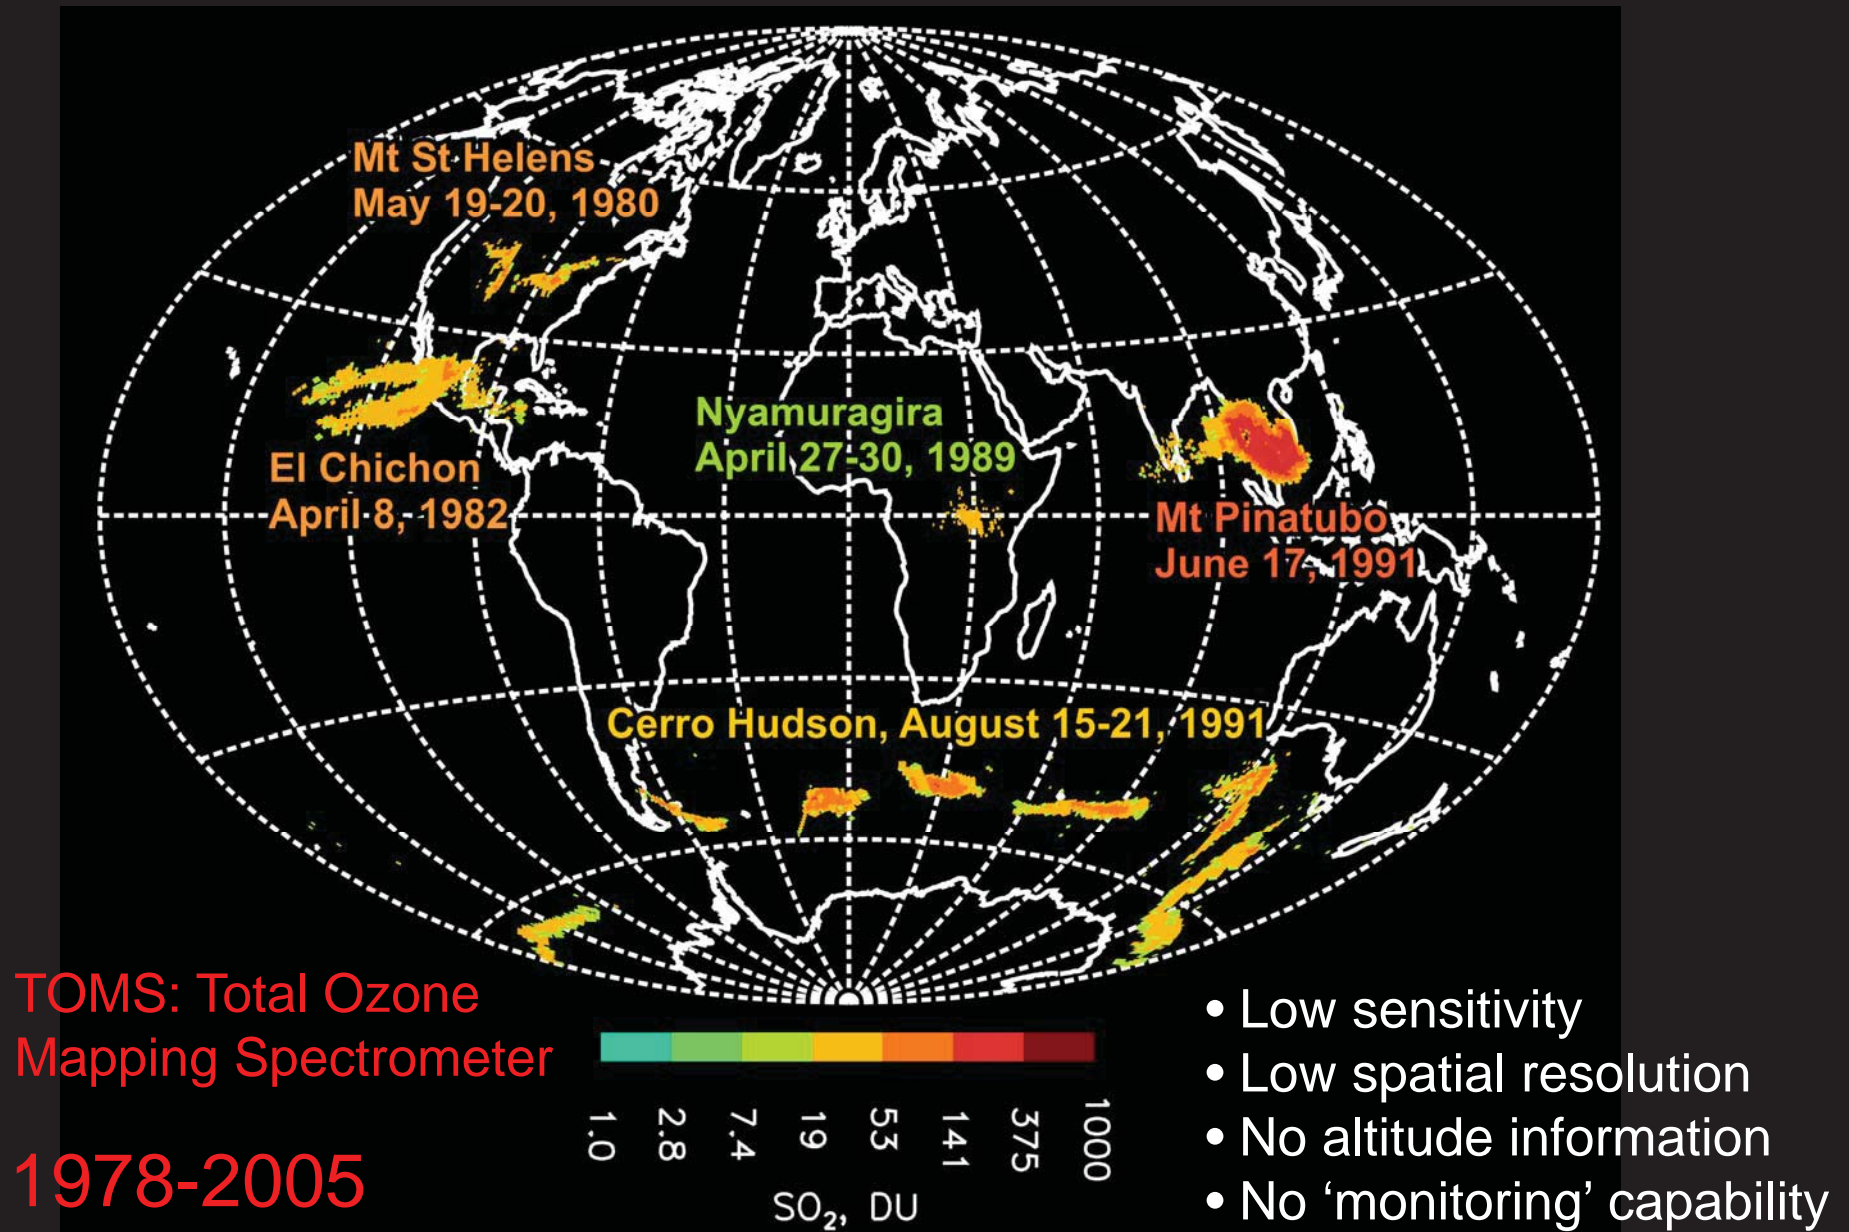 Mt St Helens
May 19-20, 1980
El Chichon
April 8, 1982
Nyamuragira
April 27-30, 1989
Mt Pinatubo
June 17, 1991
Cerro Hudson, August 15-21, 1991
TOMS: Total Ozone
Mapping Spectrometer
1978-2005
1.0 2.8 7.4 19 53 141 375 1000
SO₂, DU
• Low sensitivity
• Low spatial resolution
• No altitude information
• No ‘monitoring’ capability